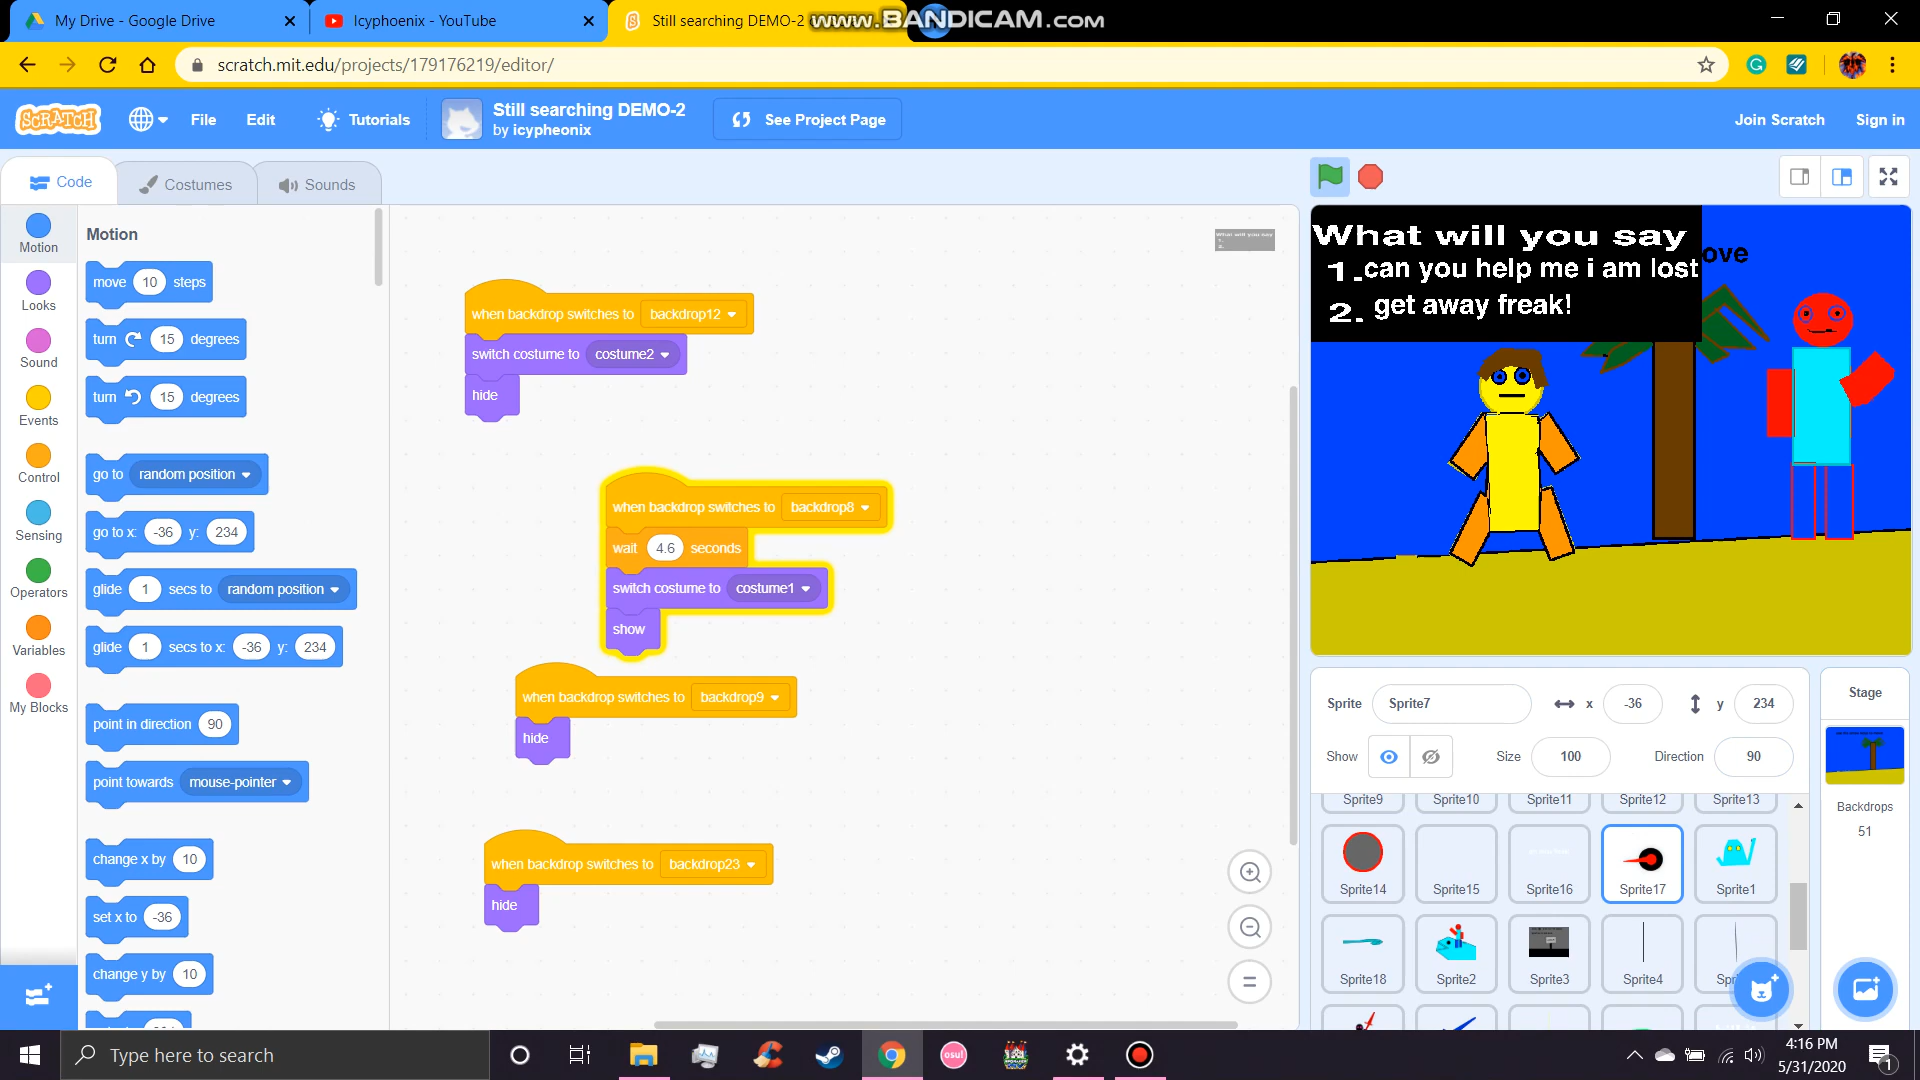 My Drive - Google Drive
Icyphoenix - YouTube
Still searching DEMO-2
www.BANDICAM.COM
scratch.mit.edu/projects/179176219/editor/
SCRATCH
File
Edit
Tutorials
Still searching DEMO-2
by icypheonix
See Project Page
Join Scratch
Sign in
Code
Costumes
Sounds
Motion
Looks
Sound
Events
Control
Sensing
Operators
Variables
My Blocks
Motion
move 10 steps
turn 15 degrees
turn 15 degrees
go to random position
go to x: -36 y: 234
glide 1 secs to random position
glide 1 secs to x: -36 y: 234
point in direction 90
point towards mouse-pointer
change x by 10
set x to -36
change y by 10
when backdrop switches to backdrop12
switch costume to costume2
hide
when backdrop switches to backdrop8
wait 4.6 seconds
switch costume to costume1
show
when backdrop switches to backdrop9
hide
when backdrop switches to backdrop23
hide
What will you say
1.can you help me i am lost
2. get away freak!
ove
Sprite Sprite7 x -36 y 234
Show Size 100 Direction 90
Sprite9 Sprite10 Sprite11 Sprite12 Sprite13
Sprite14 Sprite15 Sprite16 Sprite17 Sprite1
Sprite18 Sprite2 Sprite3 Sprite4 Spr
Stage
Backdrops
51
Type here to search
osu!
4:16 PM
5/31/2020
1